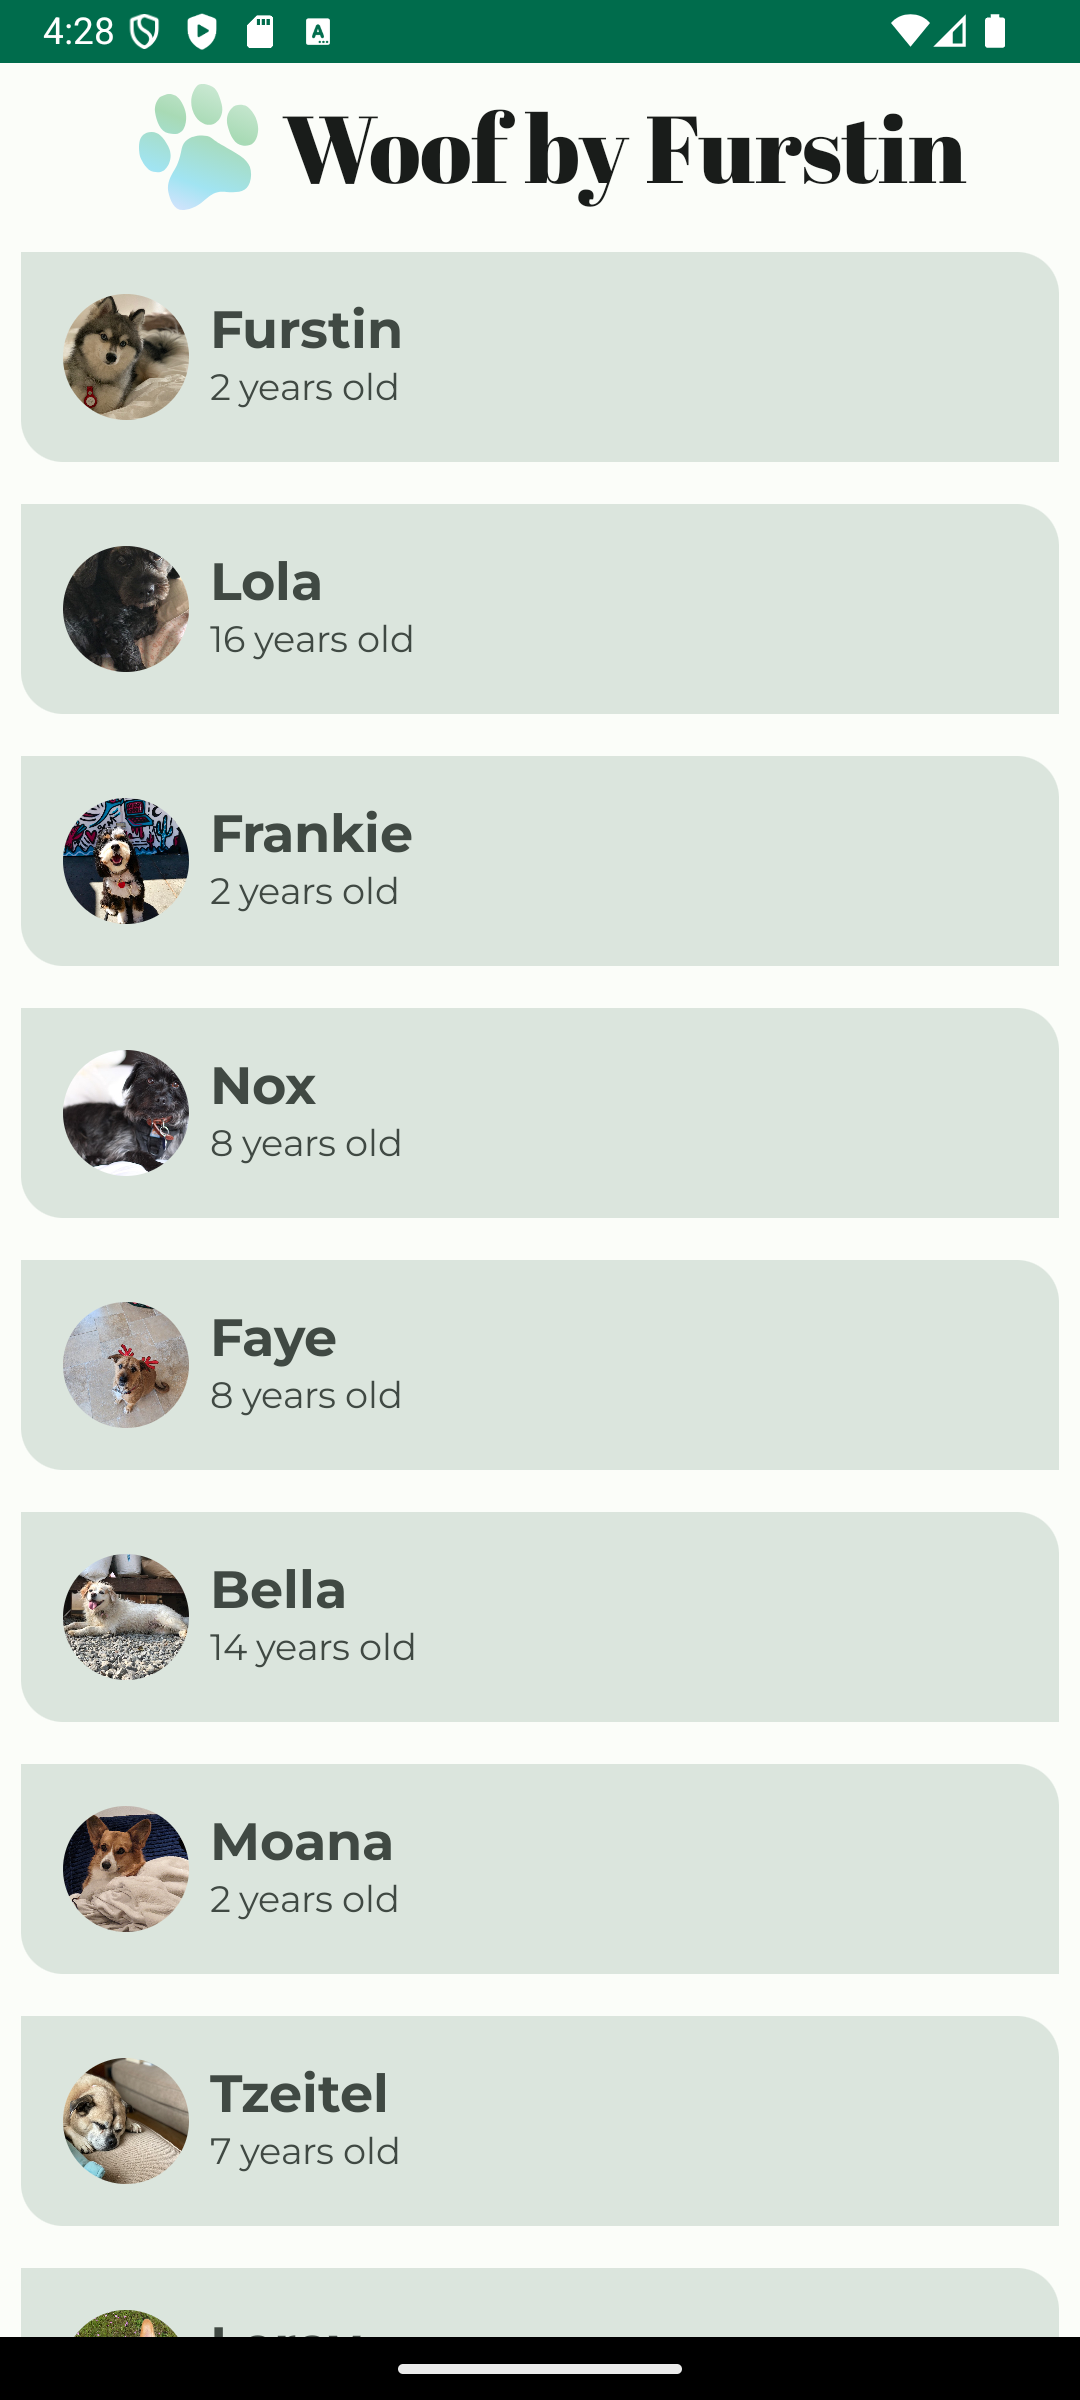 4:28
Woof by Furstin
Furstin
2 years old
Lola
16 years old
Frankie
2 years old
Nox
8 years old
Faye
8 years old
Bella
14 years old
Moana
2 years old
Tzeitel
7 years old